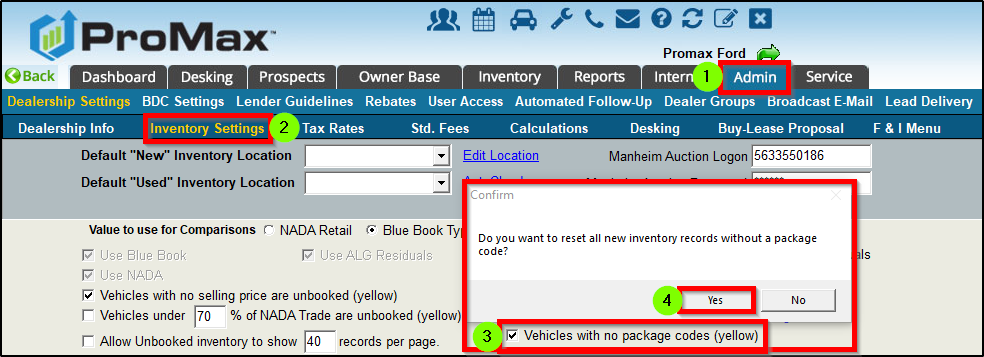 ProMax™
Promax Ford
Back Dashboard Desking Prospects Owner Base Inventory Reports Intern 1 Admin Service
Dealership Settings BDC Settings Lender Guidelines Rebates User Access Automated Follow-Up Dealer Groups Broadcast E-Mail Lead Delivery
Dealership Info Inventory Settings 2 Tax Rates Std. Fees Calculations Desking Buy-Lease Proposal F & I Menu
Default "New" Inventory Location Edit Location Manheim Auction Logon 5633550186
Default "Used" Inventory Location ******
Confirm
Do you want to reset all new inventory records without a package
code?
4 Yes No
Value to use for Comparisons NADA Retail Blue Book Typ
Use Blue Book Use ALG Residuals als
Use NADA
Vehicles with no selling price are unbooked (yellow)
Vehicles under 70 % of NADA Trade are unbooked (yellow)
3 Vehicles with no package codes (yellow)
Allow Unbooked inventory to show 40 records per page.